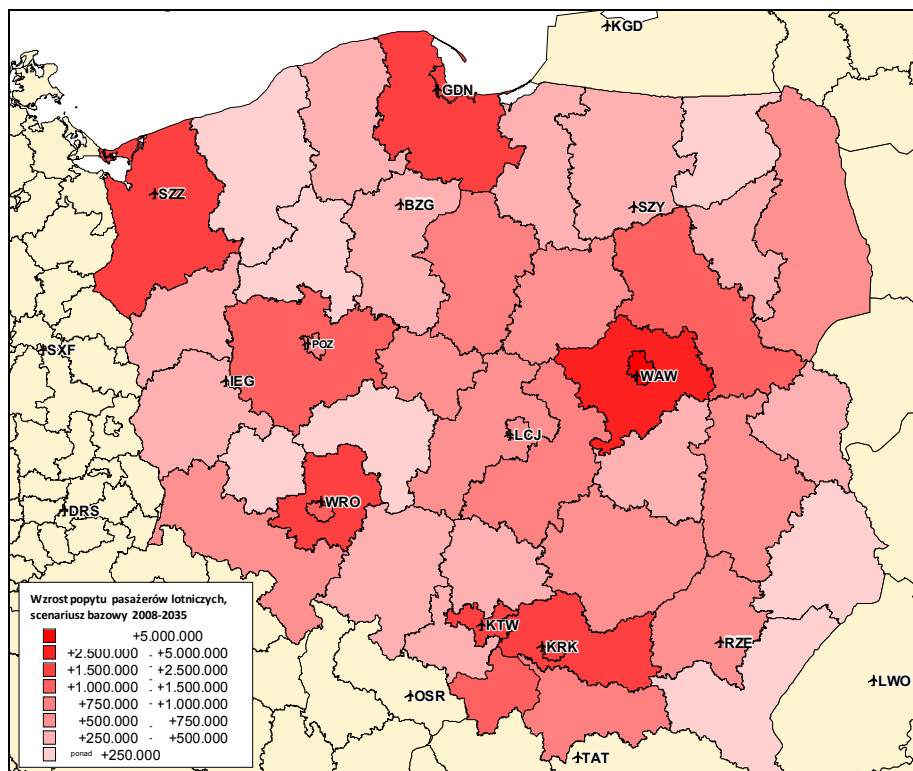 KGD
GDN
SZZ
BZG
SZY
POZ
SXF
IEG
WAW
LCJ
WRO
DRS
KTW
KRK
RZE
LWO
OSR
TAT
Wzrost popytu pasażerów lotniczych,
scenariusz bazowy 2008-2035
+5.000.000
+2.500.000 - +5.000.000
+1.500.000 - +2.500.000
+1.000.000 - +1.500.000
+750.000 - +1.000.000
+500.000 - +750.000
+250.000 - +500.000
ponad +250.000